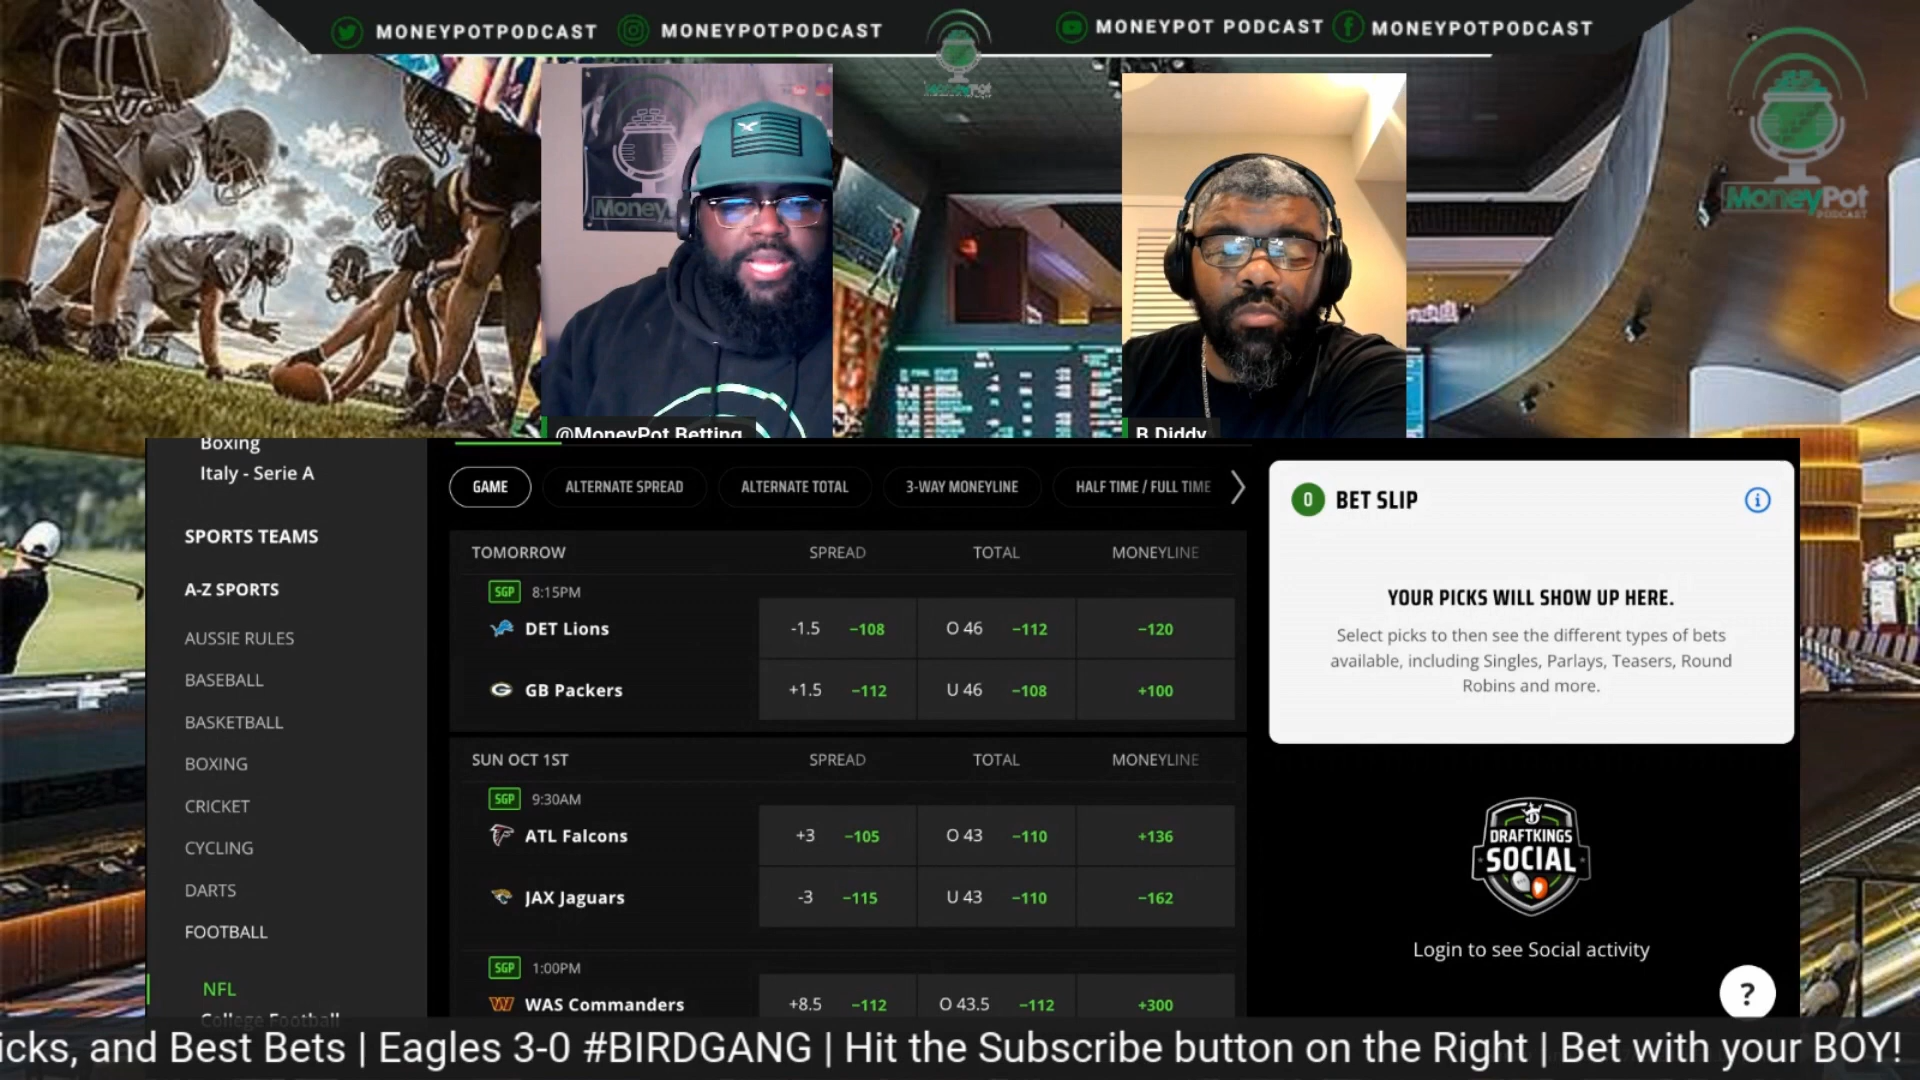 MONEYPOTPODCAST
MONEYPOTPODCAST
MONEYPOT PODCAST
MONEYPOTPODCAST
MoneyPot
MoneyPot
PODCAST
Money
@MoneyPot Betting
B Diddy
Boxing
Italy - Serie A
SPORTS TEAMS
A-Z SPORTS
AUSSIE RULES
BASEBALL
BASKETBALL
BOXING
CRICKET
CYCLING
DARTS
FOOTBALL
NFL
College Football
GAME
ALTERNATE SPREAD
ALTERNATE TOTAL
3-WAY MONEYLINE
HALF TIME / FULL TIME
TOMORROW SPREAD TOTAL MONEYLINE
SGP 8:15PM
DET Lions -1.5 −108 O 46 −112 −120
GB Packers +1.5 −112 U 46 −108 +100
SUN OCT 1ST SPREAD TOTAL MONEYLINE
SGP 9:30AM
ATL Falcons +3 −105 O 43 −110 +136
JAX Jaguars -3 −115 U 43 −110 −162
SGP 1:00PM
WAS Commanders +8.5 −112 O 43.5 −112 +300
0 BET SLIP
YOUR PICKS WILL SHOW UP HERE.
Select picks to then see the different types of bets
available, including Singles, Parlays, Teasers, Round
Robins and more.
DRAFTKINGS
SOCIAL
Login to see Social activity
?
icks, and Best Bets | Eagles 3-0 #BIRDGANG | Hit the Subscribe button on the Right | Bet with your BOY!